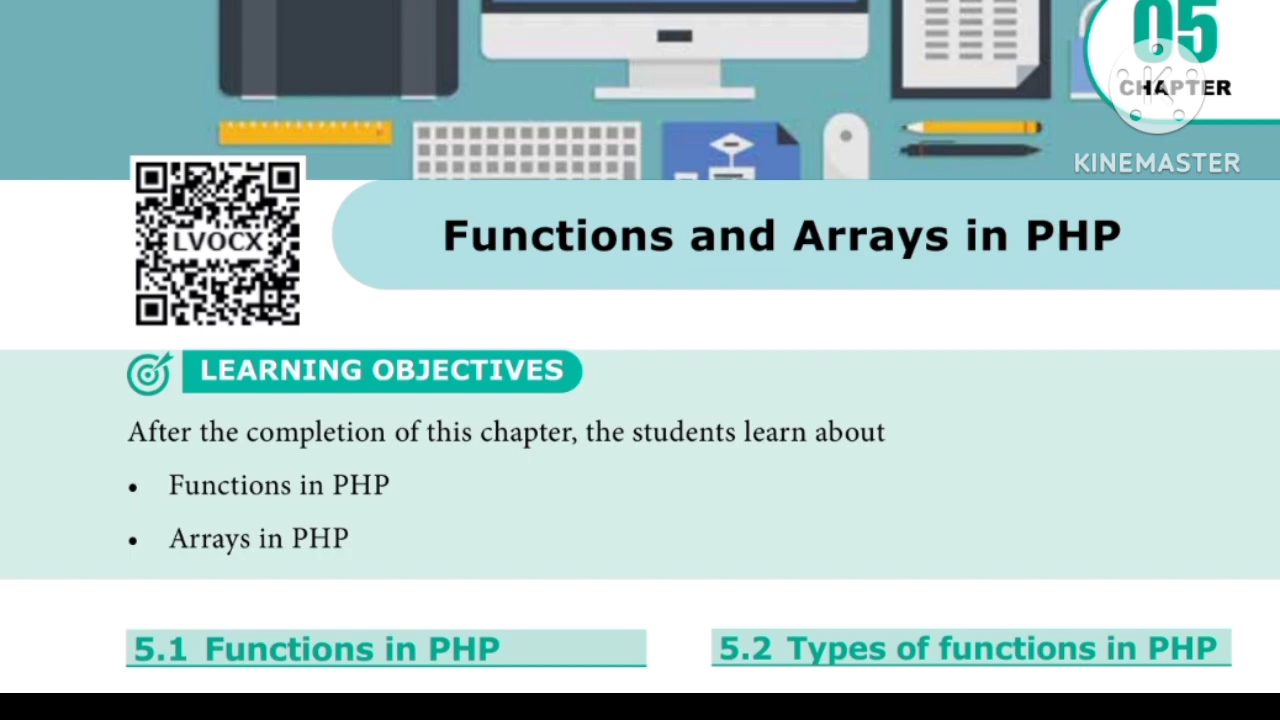 05
CHAPTER
KINEMASTER
LVOCX
Functions and Arrays in PHP
LEARNING OBJECTIVES
After the completion of this chapter, the students learn about
• Functions in PHP
• Arrays in PHP
5.1 Functions in PHP
5.2 Types of functions in PHP